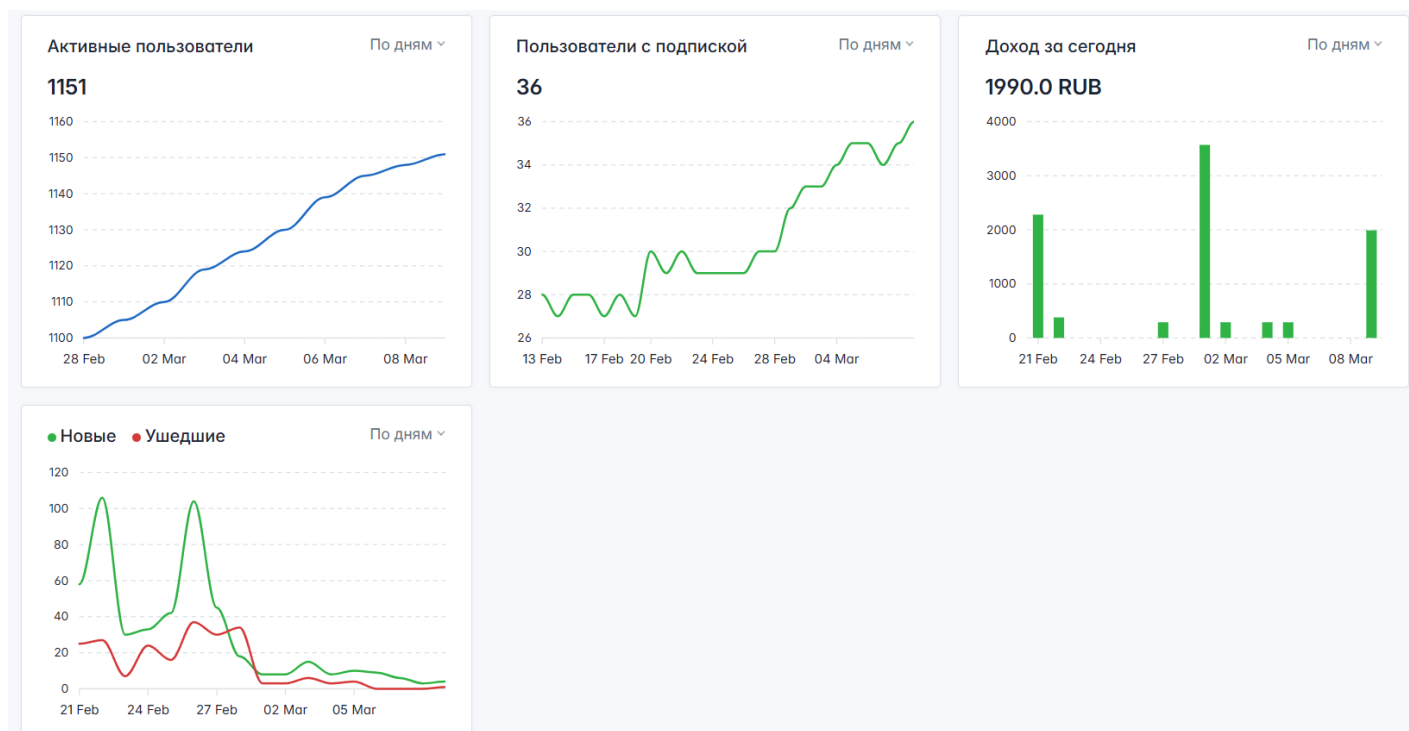 Активные пользователи
По дням
1151
1160
1150
1140
1130
1120
1110
1100
28 Feb 02 Mar 04 Mar 06 Mar 08 Mar
Пользователи с подпиской
По дням
36
36
34
32
30
28
26
13 Feb 17 Feb 20 Feb 24 Feb 28 Feb 04 Mar
Доход за сегодня
По дням
1990.0 RUB
4000
3000
2000
1000
0
21 Feb 24 Feb 27 Feb 02 Mar 05 Mar 08 Mar
Новые Ушедшие
По дням
120
100
80
60
40
20
0
21 Feb 24 Feb 27 Feb 02 Mar 05 Mar